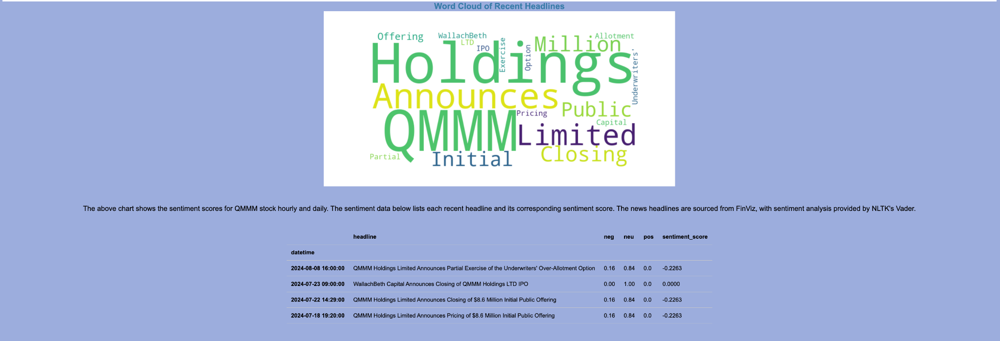 Word Cloud of Recent Headlines
Offering
WallachBeth
LTD
IPO
Exercise
Option
Million
Allotment
Holdings
Underwriters'
Announces
Public
Pricing
Capital
QMMM
Limited
Closing
Partial
Initial
The above chart shows the sentiment scores for QMMM stock hourly and daily. The sentiment data below lists each recent headline and its corresponding sentiment score. The news headlines are sourced from FinViz, with sentiment analysis provided by NLTK's Vader.
headline neg neu pos sentiment_score
datetime
2024-08-08 16:00:00 QMMM Holdings Limited Announces Partial Exercise of the Underwriters' Over-Allotment Option 0.16 0.84 0.0 -0.2263
2024-07-23 09:00:00 WallachBeth Capital Announces Closing of QMMM Holdings LTD IPO 0.00 1.00 0.0 0.0000
2024-07-22 14:29:00 QMMM Holdings Limited Announces Closing of $8.6 Million Initial Public Offering 0.16 0.84 0.0 -0.2263
2024-07-18 19:20:00 QMMM Holdings Limited Announces Pricing of $8.6 Million Initial Public Offering 0.16 0.84 0.0 -0.2263